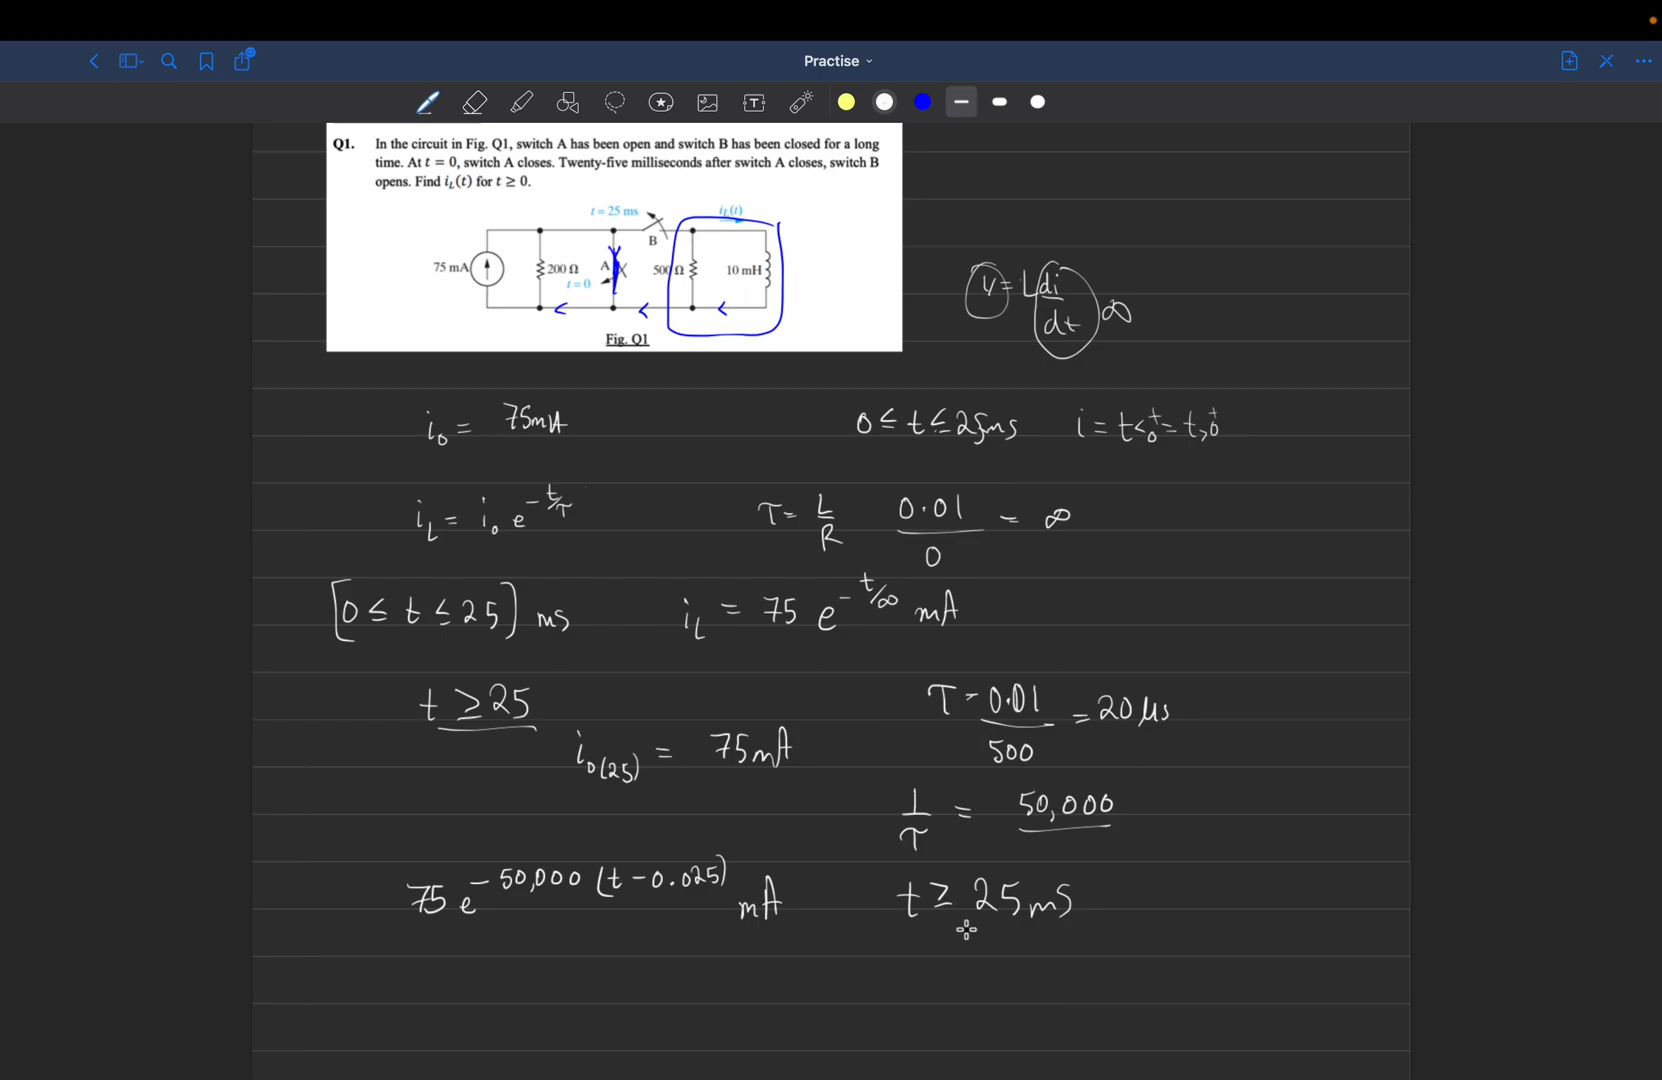 Practise
Q1. In the circuit in Fig. Q1, switch A has been open and switch B has been closed for a long
time. At t = 0, switch A closes. Twenty-five milliseconds after switch A closes, switch B
opens. Find iL(t) for t ≥ 0.
t = 25 ms
iL(t)
B
75 mA
200 Ω
A
500 Ω
10 mH
t = 0
Fig. Q1
V = L di/dt ∞
i0 = 75mA
0 ≤ t ≤ 25ms
i = t<0⁺ = t>0⁺
iL = i0 e^(-t/τ)
τ = L/R 0.01/0 = ∞
[0 ≤ t ≤ 25] ms
iL = 75 e^(-t/∞) mA
t ≥ 25
τ = 0.01/500 = 20 μs
i0(25) = 75mA
1/τ = 50,000
75 e^(-50,000 (t - 0.025)) mA
t ≥ 25ms